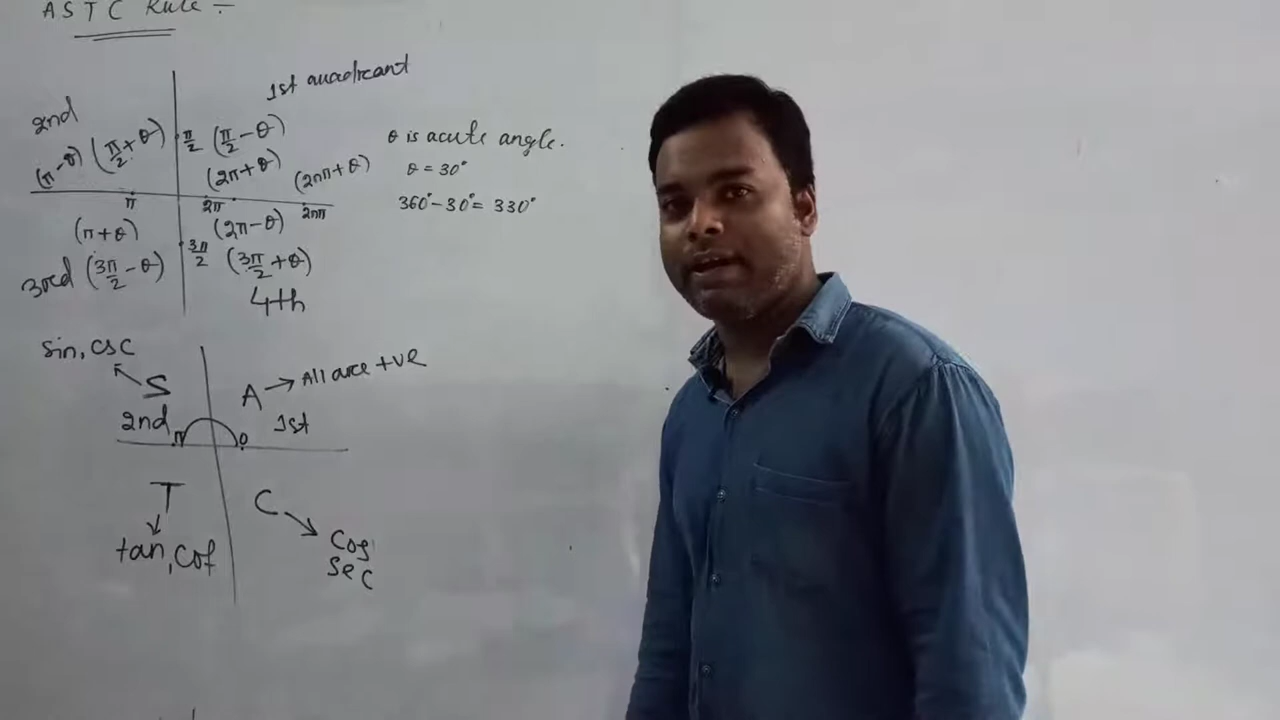 ASTC Rule :-
1st quadrant
2nd
(π-θ) (π/2+θ) π/2 (π/2-θ)
(2π+θ) (2nπ+θ)
π 2π 2nπ
(π+θ) (2π-θ)
3rd (3π/2-θ) 3π/2 (3π/2+θ)
4th
θ is acute angle.
θ = 30°
360°-30°= 330°
sin, csc
S A → All are +ve
2nd 1st
π 0
T C
tan, cot cos
sec